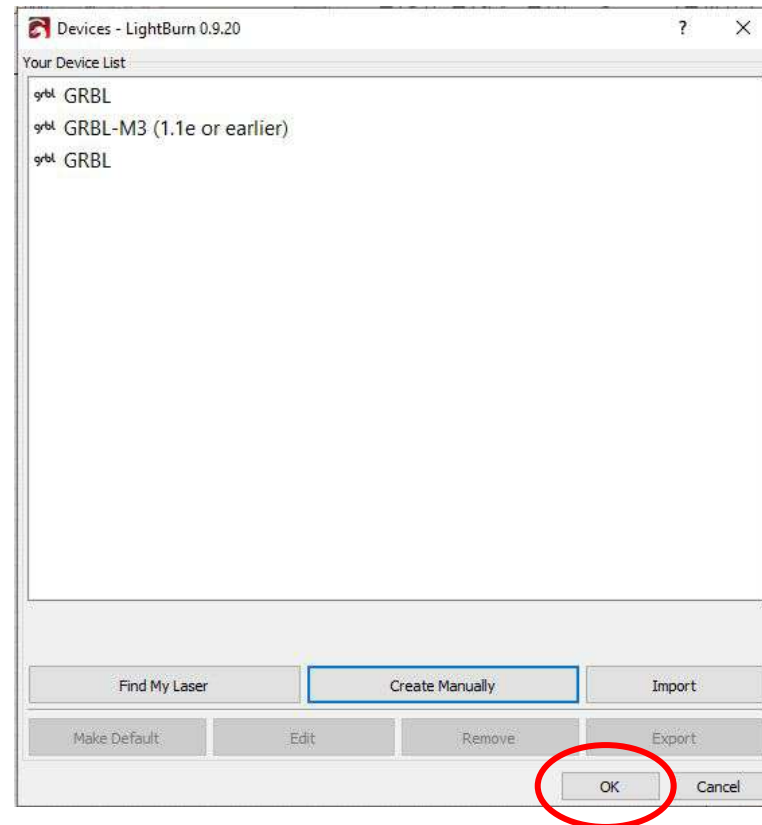 Devices - LightBurn 0.9.20 ? X
Your Device List
grbl GRBL
grbl GRBL-M3 (1.1e or earlier)
grbl GRBL
Find My Laser Create Manually Import
Make Default Edit Remove Export
OK Cancel